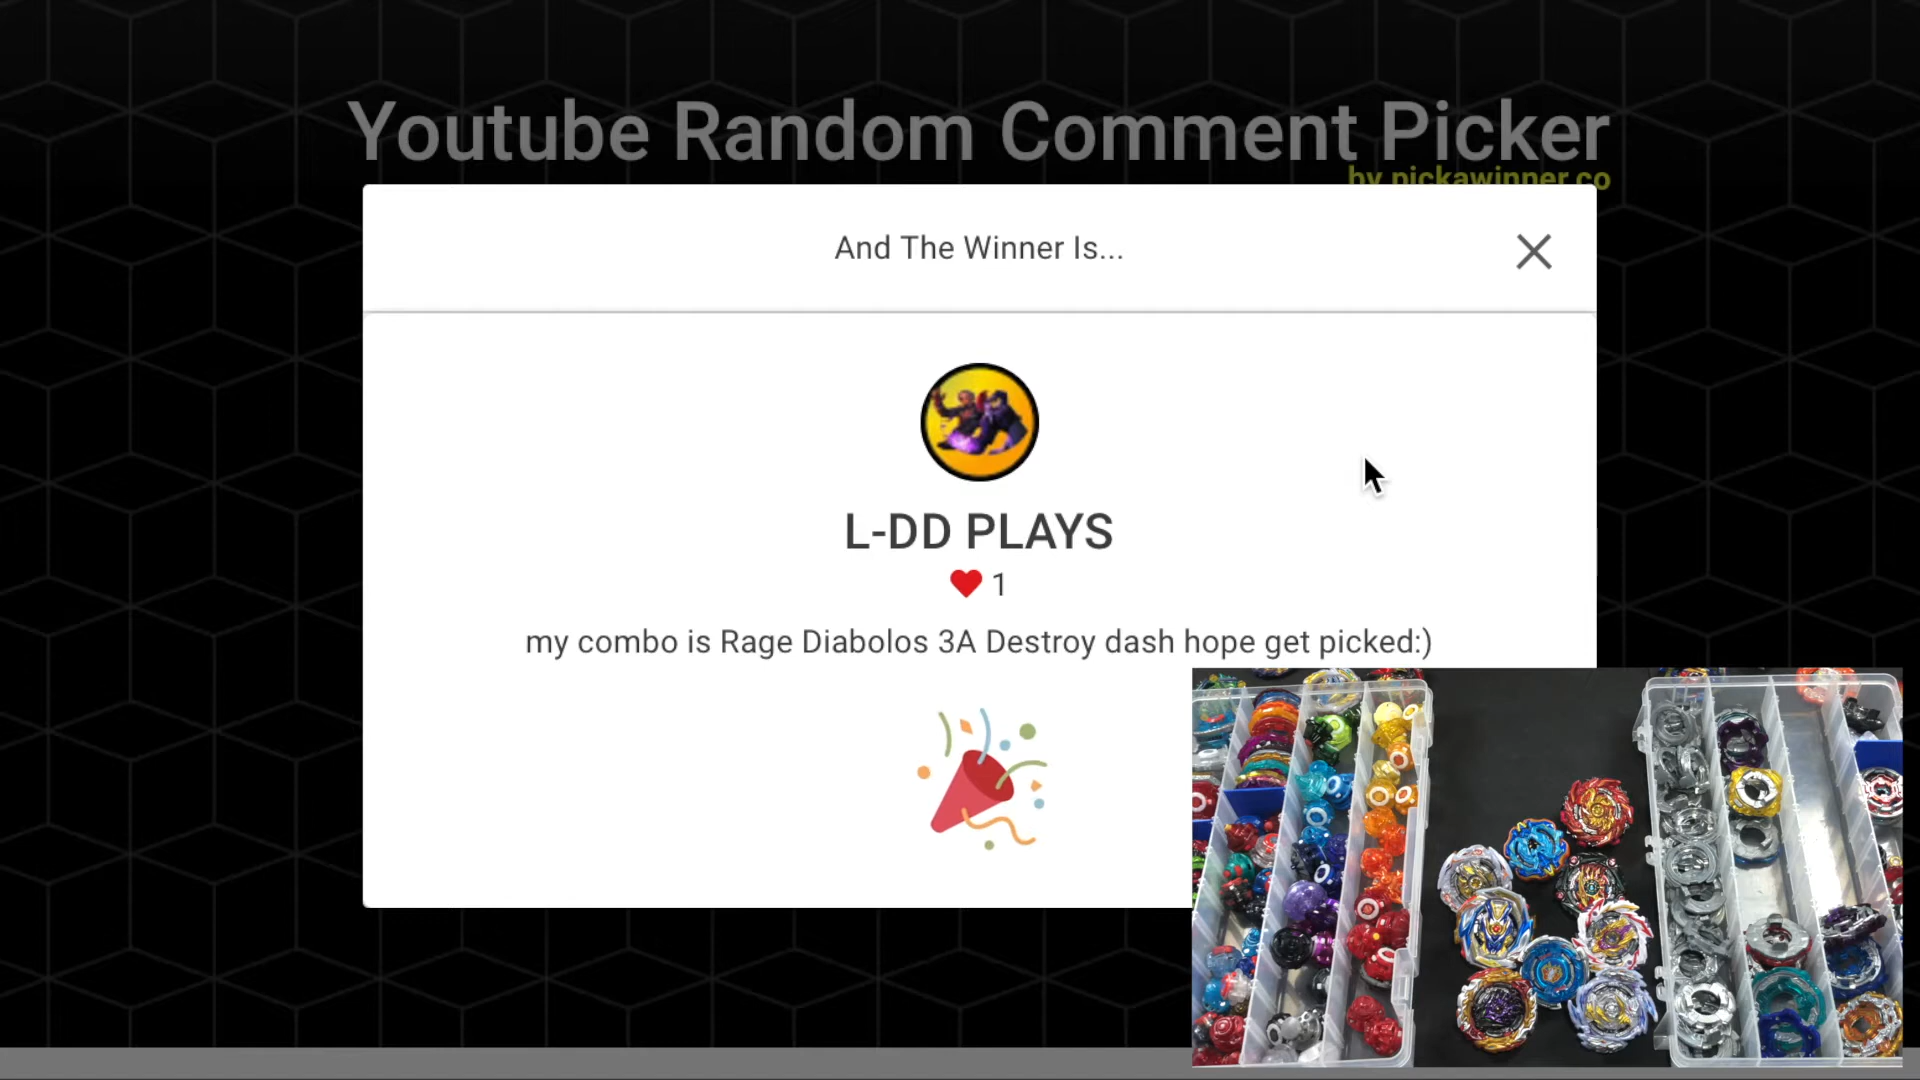 Youtube Random Comment Picker
by pickawinner.co
And The Winner Is...
L-DD PLAYS
1
my combo is Rage Diabolos 3A Destroy dash hope get picked:)